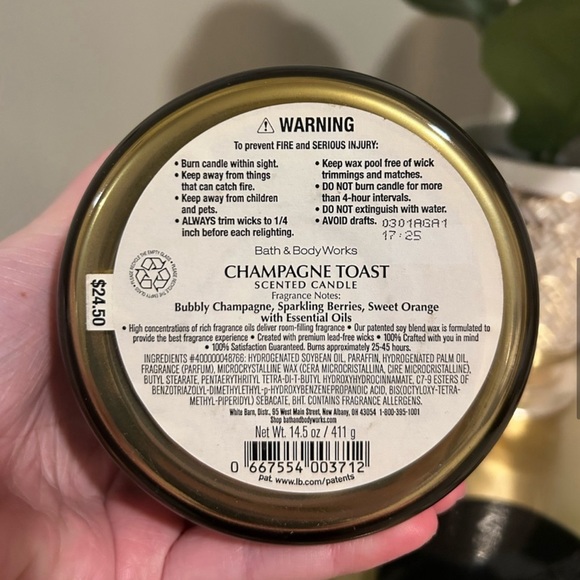 ⚠ WARNING
To prevent FIRE and SERIOUS INJURY:
• Burn candle within sight.
• Keep away from things
that can catch fire.
• Keep away from children
and pets.
• ALWAYS trim wicks to 1/4
inch before each relighting.
• Keep wax pool free of wick
trimmings and matches.
• DO NOT burn candle for more
than 4-hour intervals.
• DO NOT extinguish with water.
• AVOID drafts.
0301AGA1
17:25
Bath & Body Works
CHAMPAGNE TOAST
SCENTED CANDLE
Fragrance Notes:
Bubbly Champagne, Sparkling Berries, Sweet Orange
with Essential Oils
• High concentrations of rich fragrance oils deliver room-filling fragrance • Our patented soy blend wax is formulated to
provide the best fragrance experience • Created with premium lead-free wicks • 100% Crafted with you in mind
• 100% Satisfaction Guaranteed. Burns approximately 25-45 hours.
INGREDIENTS #400000048766: HYDROGENATED SOYBEAN OIL, PARAFFIN, HYDROGENATED PALM OIL,
FRAGRANCE (PARFUM), MICROCRYSTALLINE WAX (CERA MICROCRISTALLINA, CIRE MICROCRISTALLINE),
BUTYL STEARATE, PENTAERYTHRITYL TETRA-DI-T-BUTYL HYDROXYHYDROCINNAMATE, C7-9 ESTERS OF
BENZOTRIAZOLYL-DIMETHYLETHYL-p-HYDROXYBENZENEPROPANOIC ACID, BIS(OCTYLOXY-TETRA-
METHYL-PIPERIDYL) SEBACATE, BHT. CONTAINS FRAGRANCE ALLERGENS.
White Barn, Distr., 95 West Main Street, New Albany, OH 43054 1-800-395-1001
Shop bathandbodyworks.com
Net Wt. 14.5 oz / 411 g
0 667554 003712
pat. www.lb.com/patents
$24.50